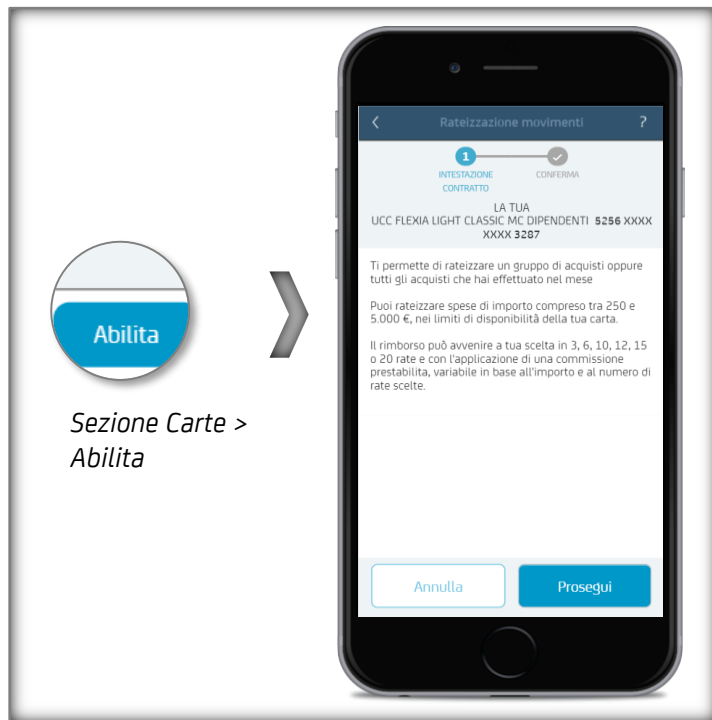 Rateizzazione movimenti ?
1
INTESTAZIONE
CONTRATTO
CONFERMA
LA TUA
UCC FLEXIA LIGHT CLASSIC MC DIPENDENTI 5256 XXXX
XXXX 3287
Ti permette di rateizzare un gruppo di acquisti oppure
tutti gli acquisti che hai effettuato nel mese
Puoi rateizzare spese di importo compreso tra 250 e
5.000 €, nei limiti di disponibilità della tua carta.
Il rimborso può avvenire a tua scelta in 3, 6, 10, 12, 15
o 20 rate e con l'applicazione di una commissione
prestabilita, variabile in base all'importo e al numero di
rate scelte.
Abilita
Sezione Carte >
Abilita
Annulla
Prosegui